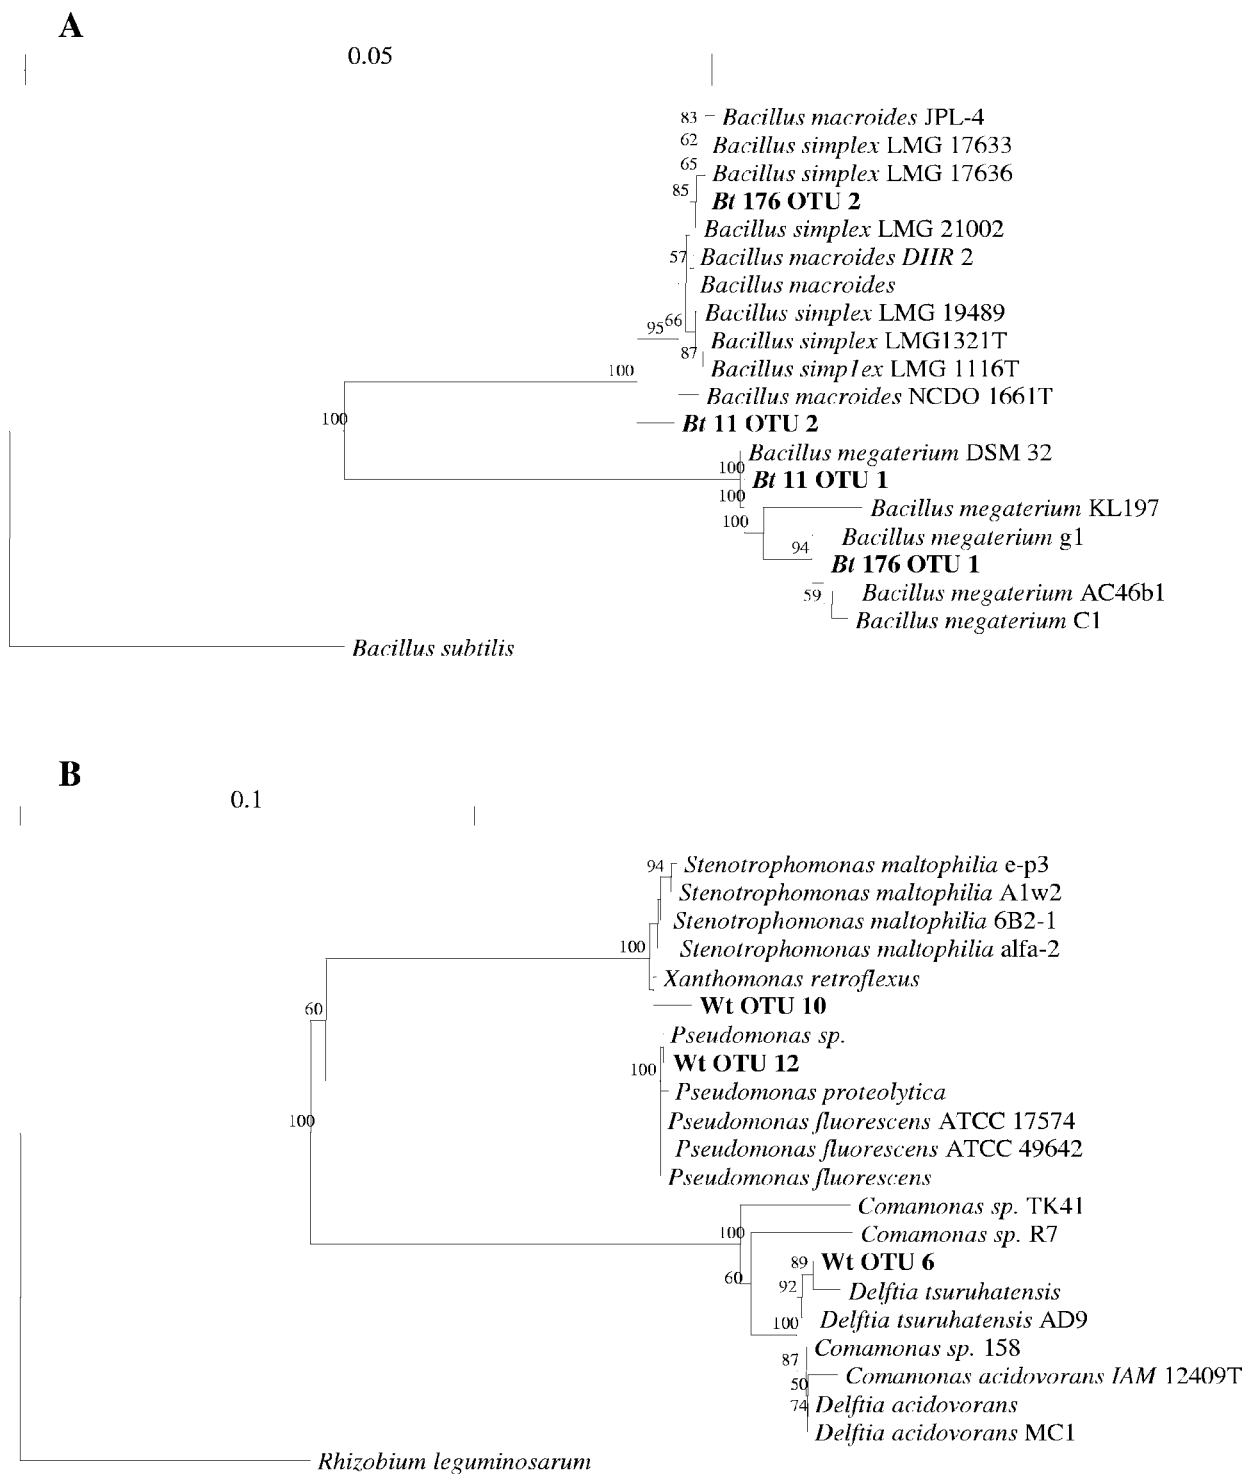 A
0.05
83 Bacillus macroides JPL-4
62 Bacillus simplex LMG 17633
65 Bacillus simplex LMG 17636
85 Bt 176 OTU 2
Bacillus simplex LMG 21002
57 Bacillus macroides DIIR 2
Bacillus macroides
Bacillus simplex LMG 19489
95 66 Bacillus simplex LMG1321T
87 Bacillus simplex LMG 1116T
100
Bacillus macroides NCDO 1661T
100 Bt 11 OTU 2
Bacillus megaterium DSM 32
100 Bt 11 OTU 1
100
Bacillus megaterium KL197
100
Bacillus megaterium g1
94 Bt 176 OTU 1
59 Bacillus megaterium AC46b1
Bacillus megaterium C1
Bacillus subtilis
B
0.1
94 Stenotrophomonas maltophilia e-p3
Stenotrophomonas maltophilia A1w2
Stenotrophomonas maltophilia 6B2-1
100 Stenotrophomonas maltophilia alfa-2
Xanthomonas retroflexus
60 Wt OTU 10
Pseudomonas sp.
100 Wt OTU 12
Pseudomonas proteolytica
100 Pseudomonas fluorescens ATCC 17574
Pseudomonas fluorescens ATCC 49642
Pseudomonas fluorescens
Comamonas sp. TK41
100 Comamonas sp. R7
89 Wt OTU 6
60 92 Delftia tsuruhatensis
100 Delftia tsuruhatensis AD9
Comamonas sp. 158
87
Comamonas acidovorans IAM 12409T
50
74 Delftia acidovorans
Delftia acidovorans MC1
Rhizobium leguminosarum